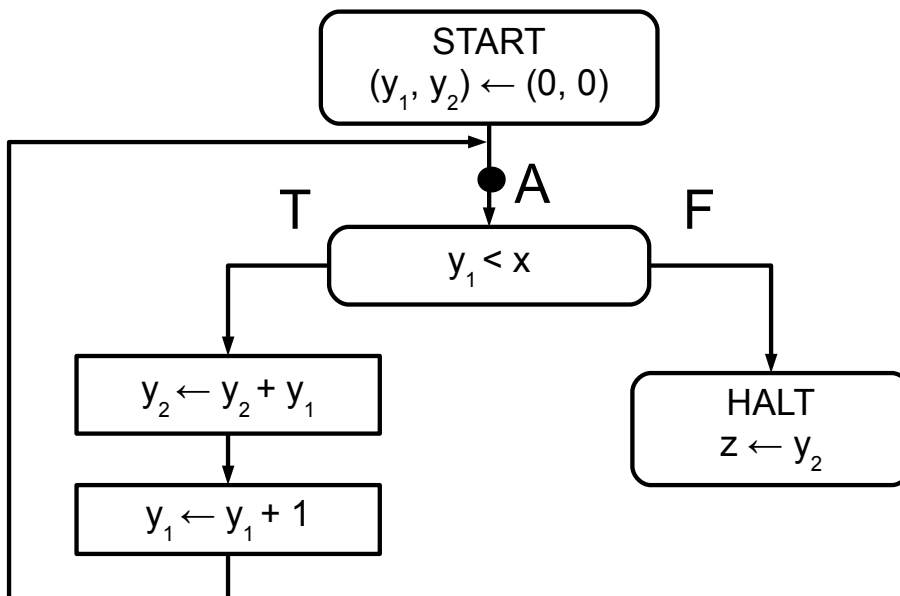 START
(y₁, y₂) ← (0, 0)
A
T
F
y₁ < x
y₂ ← y₂ + y₁
HALT
z ← y₂
y₁ ← y₁ + 1